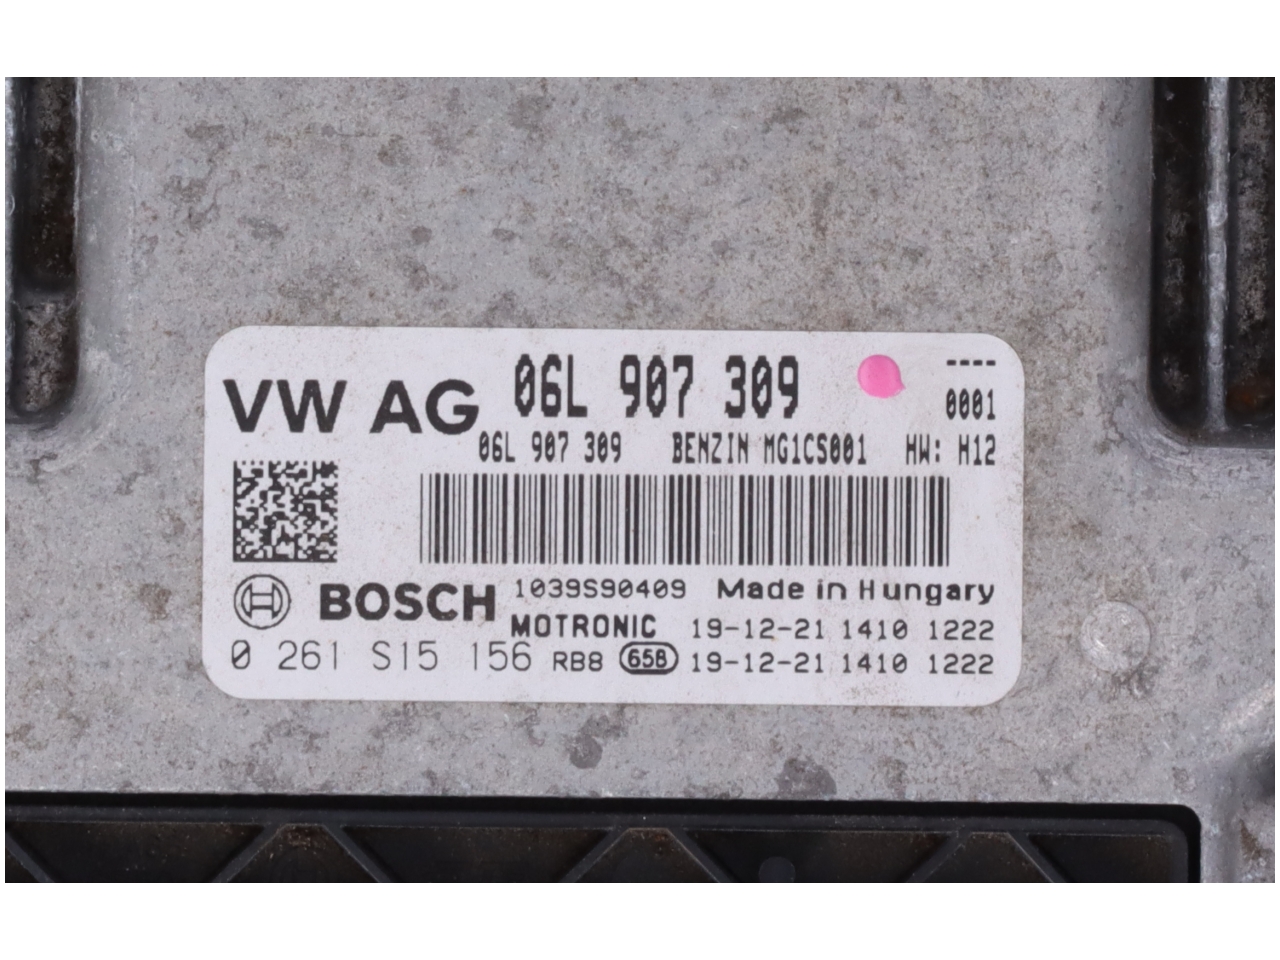 VW AG 06L 907 309 ----
0001
06L 907 309 BENZIN MG1CS001 HW: H12
BOSCH 1039S90409 Made in Hungary
MOTRONIC 19-12-21 1410 1222
0 261 S15 156 RB8 65B 19-12-21 1410 1222